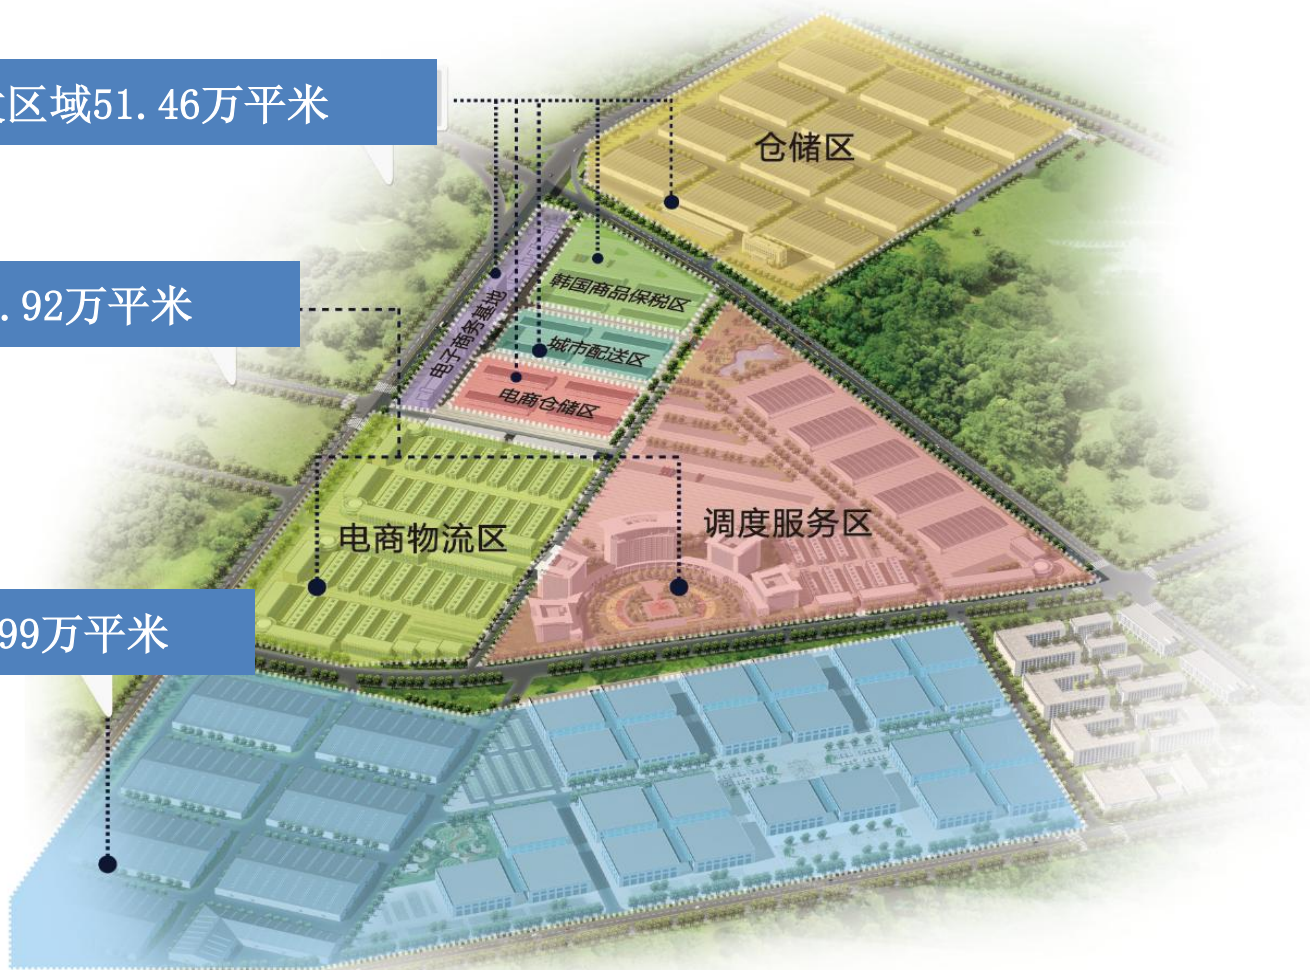 区域51.46万平米
仓储区
韩国商品保税区
.92万平米
电子商务基地
城市配送区
电商仓储区
调度服务区
电商物流区
99万平米